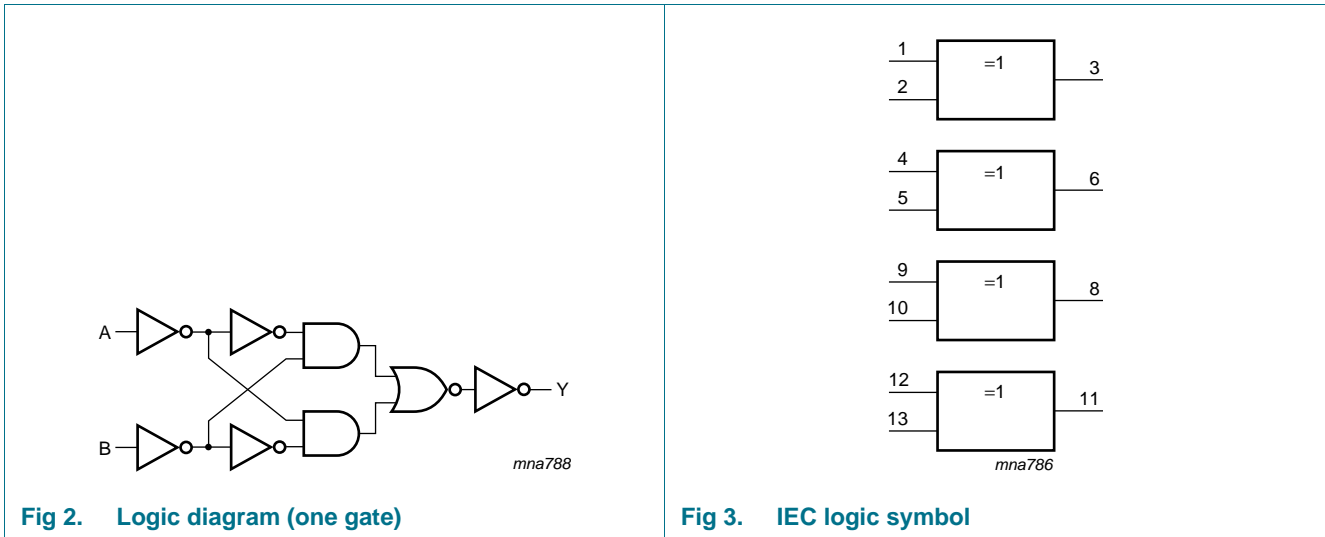 A
B
Y
mna788
Fig 2. Logic diagram (one gate)
1
2
=1
3
4
5
=1
6
9
10
=1
8
12
13
=1
11
mna786
Fig 3. IEC logic symbol